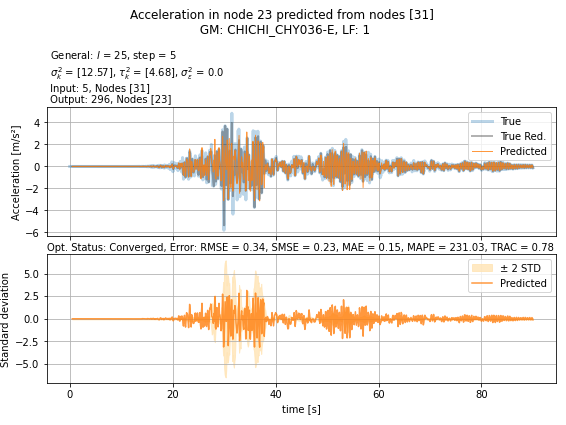 Acceleration in node 23 predicted from nodes [31]
GM: CHICHI_CHY036-E, LF: 1
General: l = 25, step = 5
σ²ₖ = [12.57], τ²ₖ = [4.68], σ²ε = 0.0
Input: 5, Nodes [31]
Output: 296, Nodes [23]
Acceleration [m/s²]
4
2
0
−2
−4
−6
True
True Red.
Predicted
Opt. Status: Converged, Error: RMSE = 0.34, SMSE = 0.23, MAE = 0.15, MAPE = 231.03, TRAC = 0.78
Standard deviation
5.0
2.5
0.0
−2.5
−5.0
± 2 STD
Predicted
0 20 40 60 80
time [s]